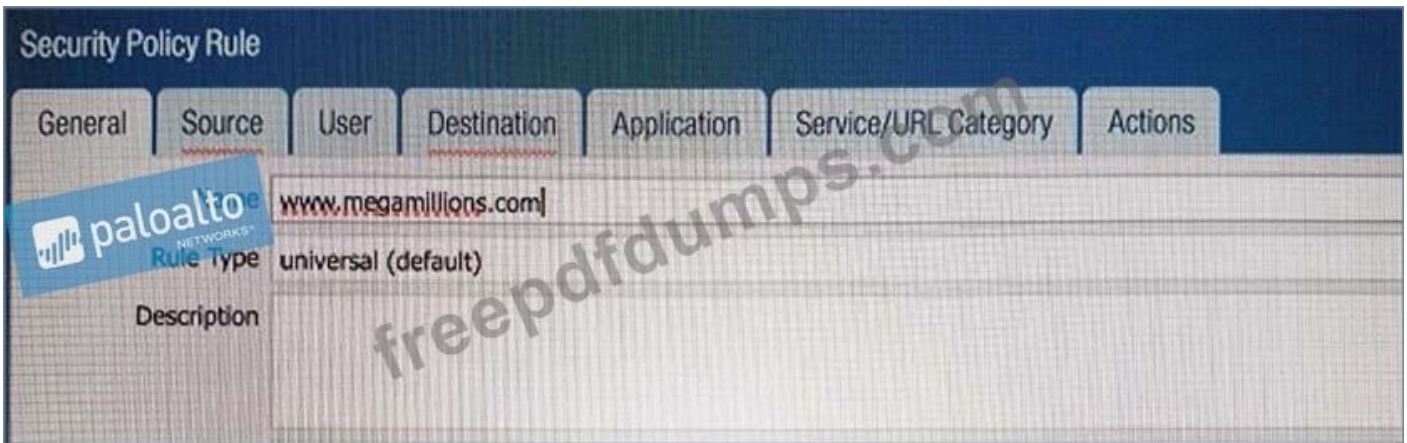 Security Policy Rule
General Source User Destination Application Service/URL Category Actions
Name www.megamillions.com
paloalto
NETWORKS
Rule Type universal (default)
Description
freepdfdumps.com